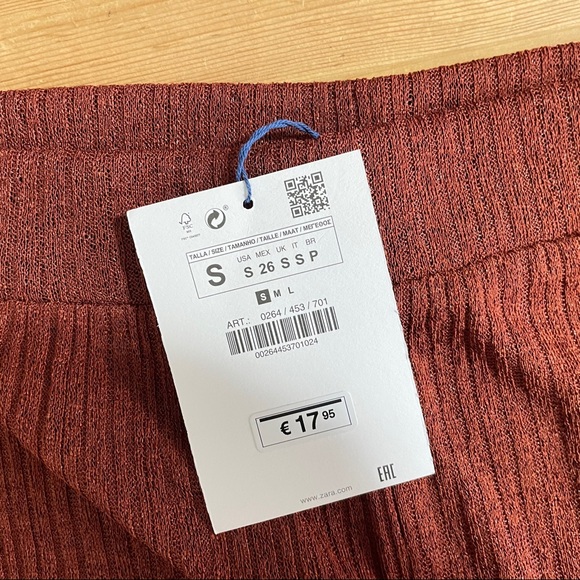 FSC
®
TALLA / SIZE / TAMANHO / TAILLE / MAAT / ΜΕΓΕΘΟΣ
USA MEX UK IT BR
S S 26 S S P
S M L
ART.: 0264 / 453 / 701
00264453701024
€ 17 95
EAC
www.zara.com